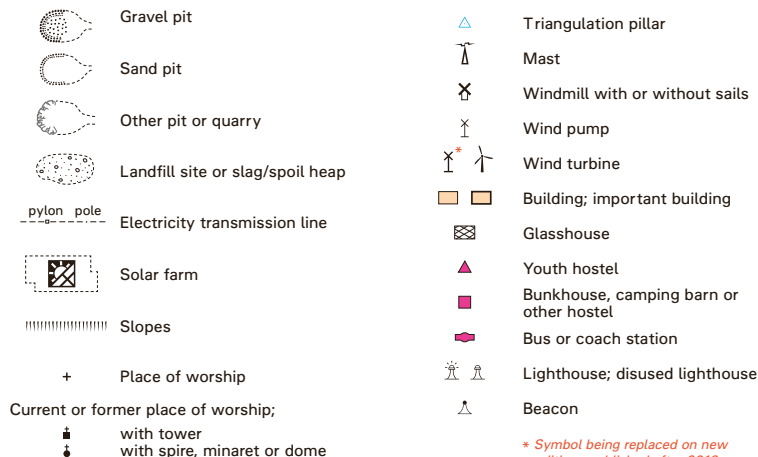 Gravel pit
Sand pit
Other pit or quarry
Landfill site or slag/spoil heap
pylon pole
Electricity transmission line
Solar farm
Slopes
Place of worship
Current or former place of worship;
with tower
with spire, minaret or dome
Triangulation pillar
Mast
Windmill with or without sails
Wind pump
*
Wind turbine
Building; important building
Glasshouse
Youth hostel
Bunkhouse, camping barn or
other hostel
Bus or coach station
Lighthouse; disused lighthouse
Beacon
* Symbol being replaced on new